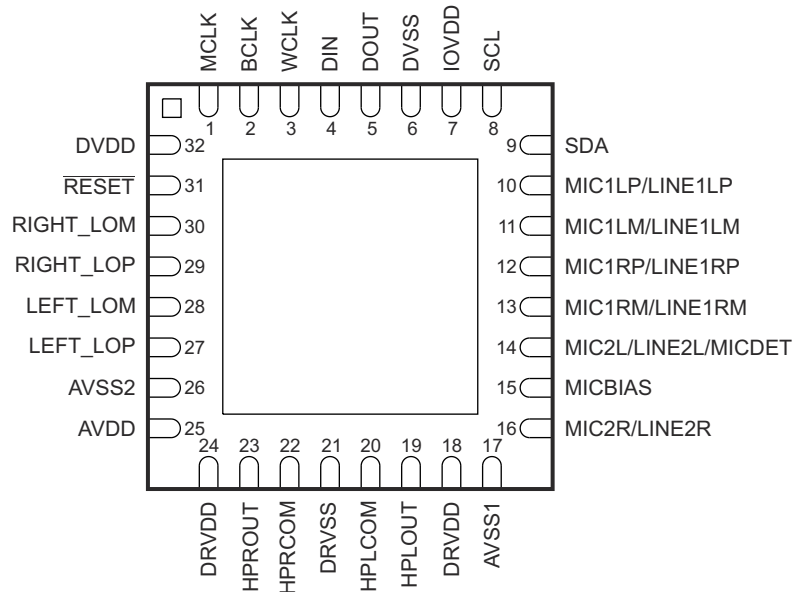 MCLK
BCLK
WCLK
DIN
DOUT
DVSS
IOVDD
SCL
1
2
3
4
5
6
7
8
DVDD 32
9 SDA
RESET 31
10 MIC1LP/LINE1LP
RIGHT_LOM 30
11 MIC1LM/LINE1LM
RIGHT_LOP 29
12 MIC1RP/LINE1RP
LEFT_LOM 28
13 MIC1RM/LINE1RM
LEFT_LOP 27
14 MIC2L/LINE2L/MICDET
AVSS2 26
15 MICBIAS
AVDD 25
16 MIC2R/LINE2R
24
23
22
21
20
19
18
17
DRVDD
HPROUT
HPRCOM
DRVSS
HPLCOM
HPLOUT
DRVDD
AVSS1